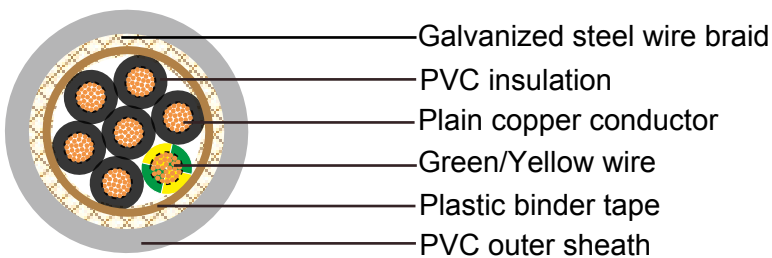 Galvanized steel wire braid
PVC insulation
Plain copper conductor
Green/Yellow wire
Plastic binder tape
PVC outer sheath